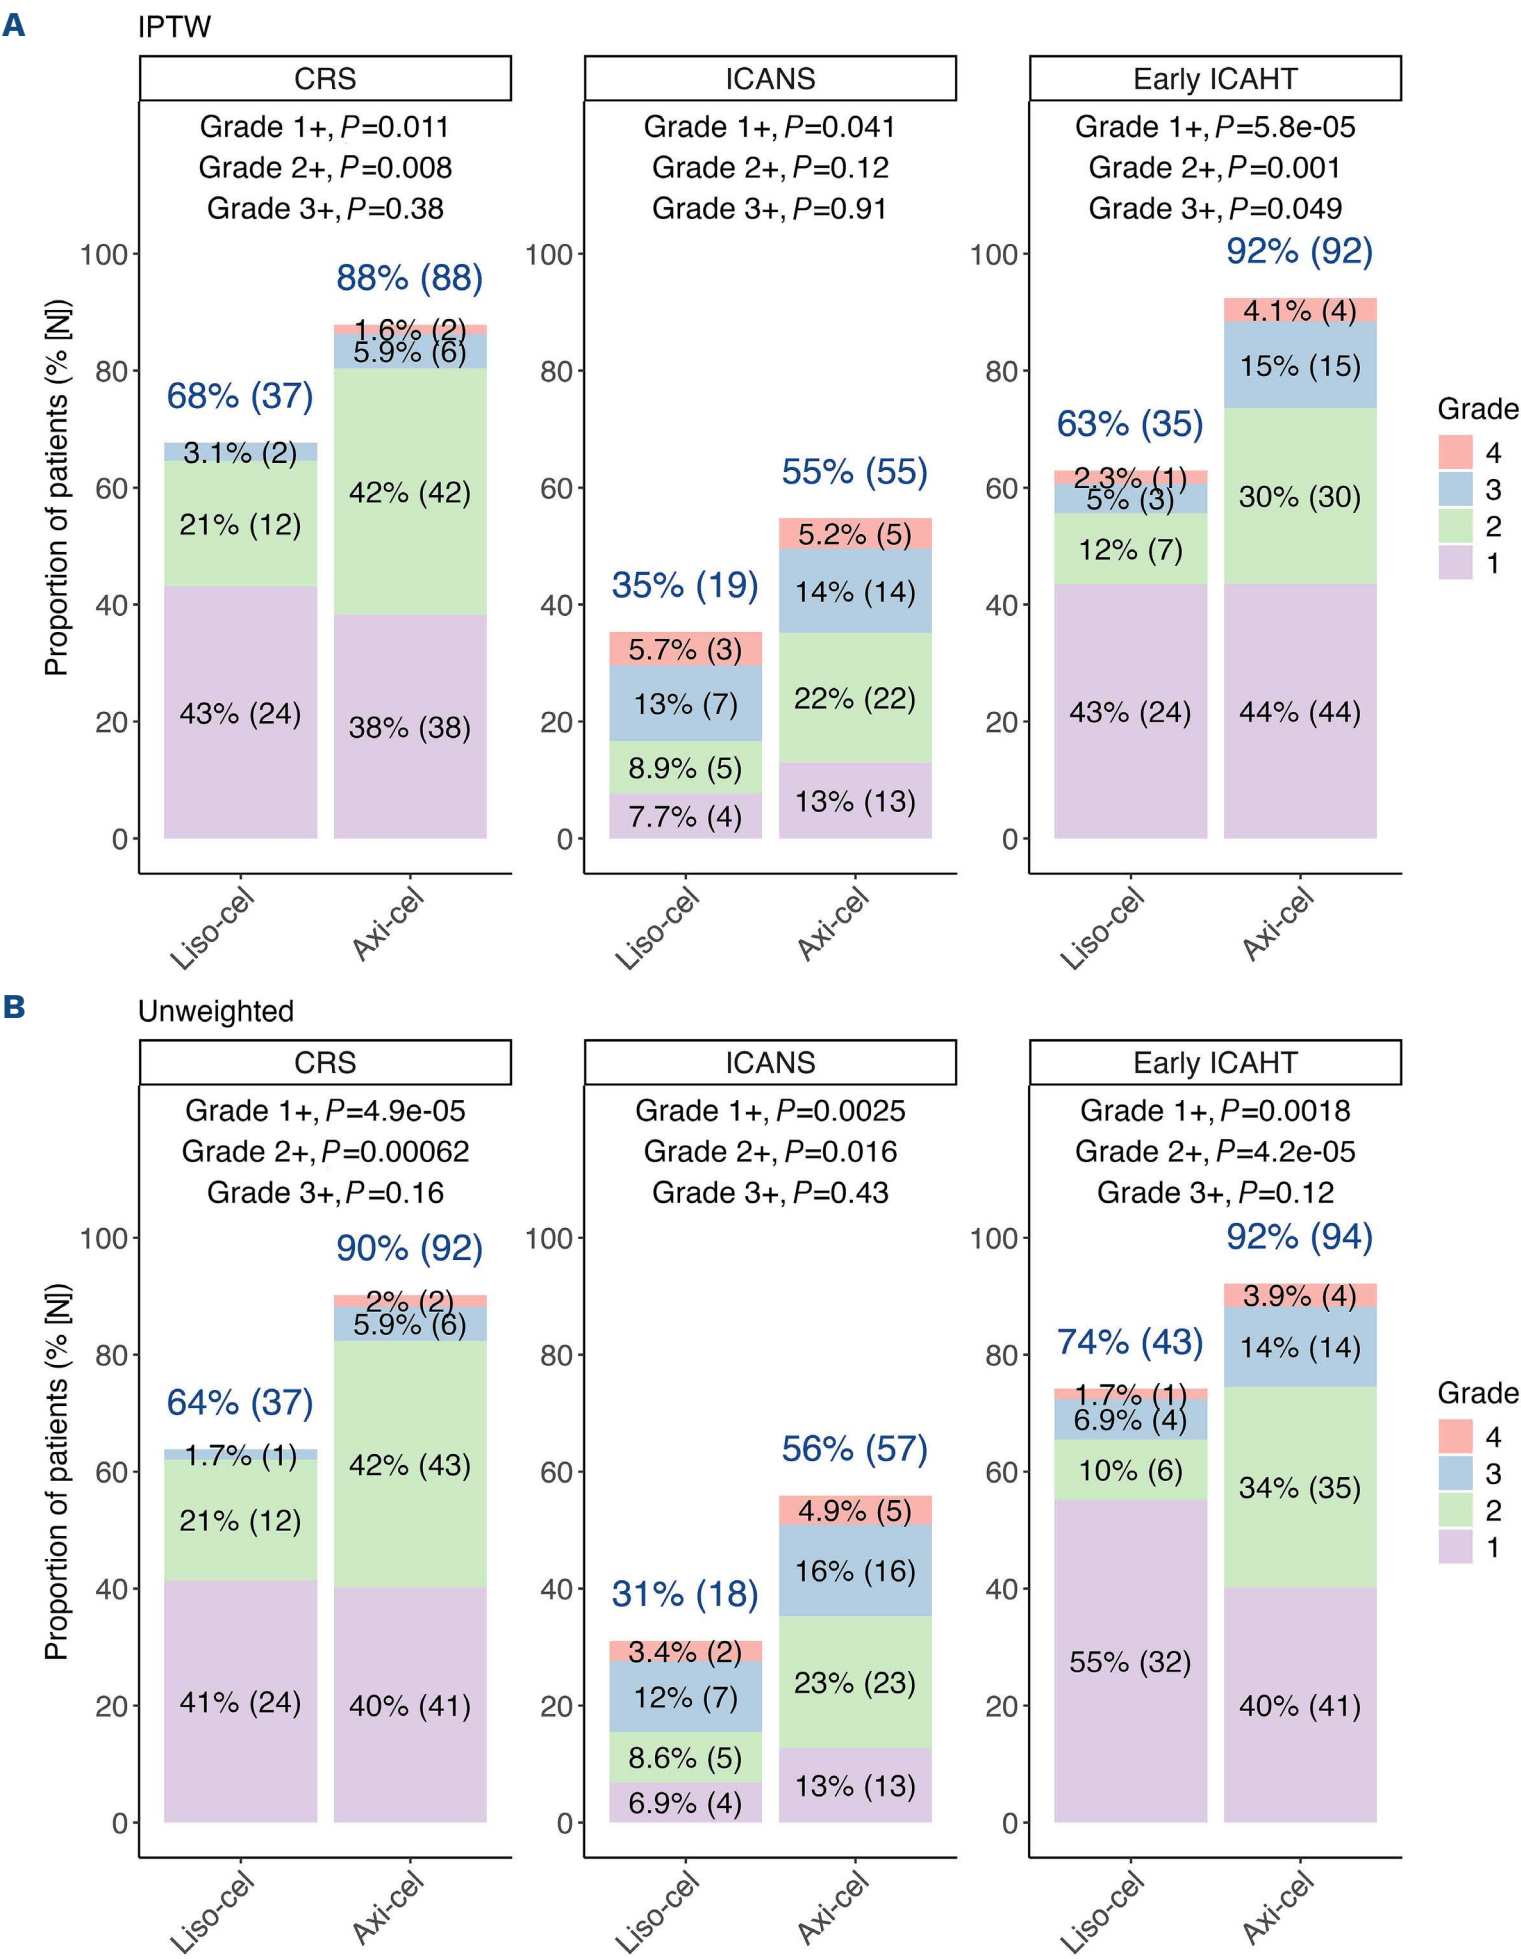 A
IPTW
CRS
ICANS
Early ICAHT
Grade 1+, P=0.011
Grade 2+, P=0.008
Grade 3+, P=0.38
Grade 1+, P=0.041
Grade 2+, P=0.12
Grade 3+, P=0.91
Grade 1+, P=5.8e-05
Grade 2+, P=0.001
Grade 3+, P=0.049
Proportion of patients (% [N])
100
80
60
40
20
0
68% (37)
3.1% (2)
21% (12)
43% (24)
88% (88)
1.6% (2)
5.9% (6)
42% (42)
38% (38)
Liso-cel
Axi-cel
100
80
60
40
20
0
35% (19)
5.7% (3)
13% (7)
8.9% (5)
7.7% (4)
55% (55)
5.2% (5)
14% (14)
22% (22)
13% (13)
Liso-cel
Axi-cel
100
80
60
40
20
0
63% (35)
2.3% (1)
5% (3)
12% (7)
43% (24)
92% (92)
4.1% (4)
15% (15)
30% (30)
44% (44)
Liso-cel
Axi-cel
Grade
4
3
2
1
B
Unweighted
CRS
ICANS
Early ICAHT
Grade 1+, P=4.9e-05
Grade 2+, P=0.00062
Grade 3+, P=0.16
Grade 1+, P=0.0025
Grade 2+, P=0.016
Grade 3+, P=0.43
Grade 1+, P=0.0018
Grade 2+, P=4.2e-05
Grade 3+, P=0.12
Proportion of patients (% [N])
100
80
60
40
20
0
64% (37)
1.7% (1)
21% (12)
41% (24)
90% (92)
2% (2)
5.9% (6)
42% (43)
40% (41)
Liso-cel
Axi-cel
100
80
60
40
20
0
31% (18)
3.4% (2)
12% (7)
8.6% (5)
6.9% (4)
56% (57)
4.9% (5)
16% (16)
23% (23)
13% (13)
Liso-cel
Axi-cel
100
80
60
40
20
0
74% (43)
1.7% (1)
6.9% (4)
10% (6)
55% (32)
92% (94)
3.9% (4)
14% (14)
34% (35)
40% (41)
Liso-cel
Axi-cel
Grade
4
3
2
1